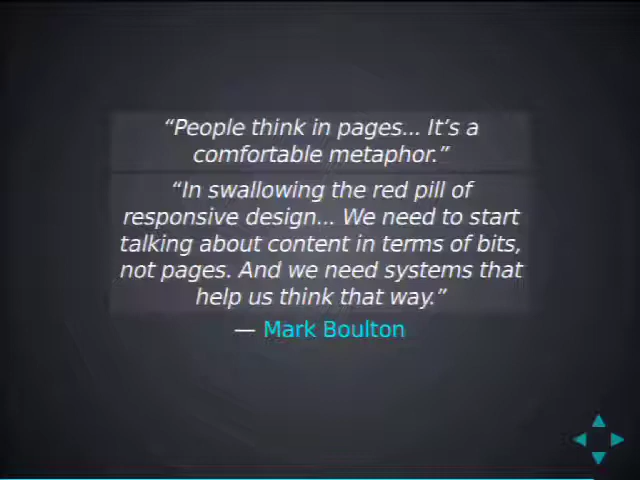 “People think in pages... It’s a
comfortable metaphor.”
“In swallowing the red pill of
responsive design... We need to start
talking about content in terms of bits,
not pages. And we need systems that
help us think that way.”
— Mark Boulton